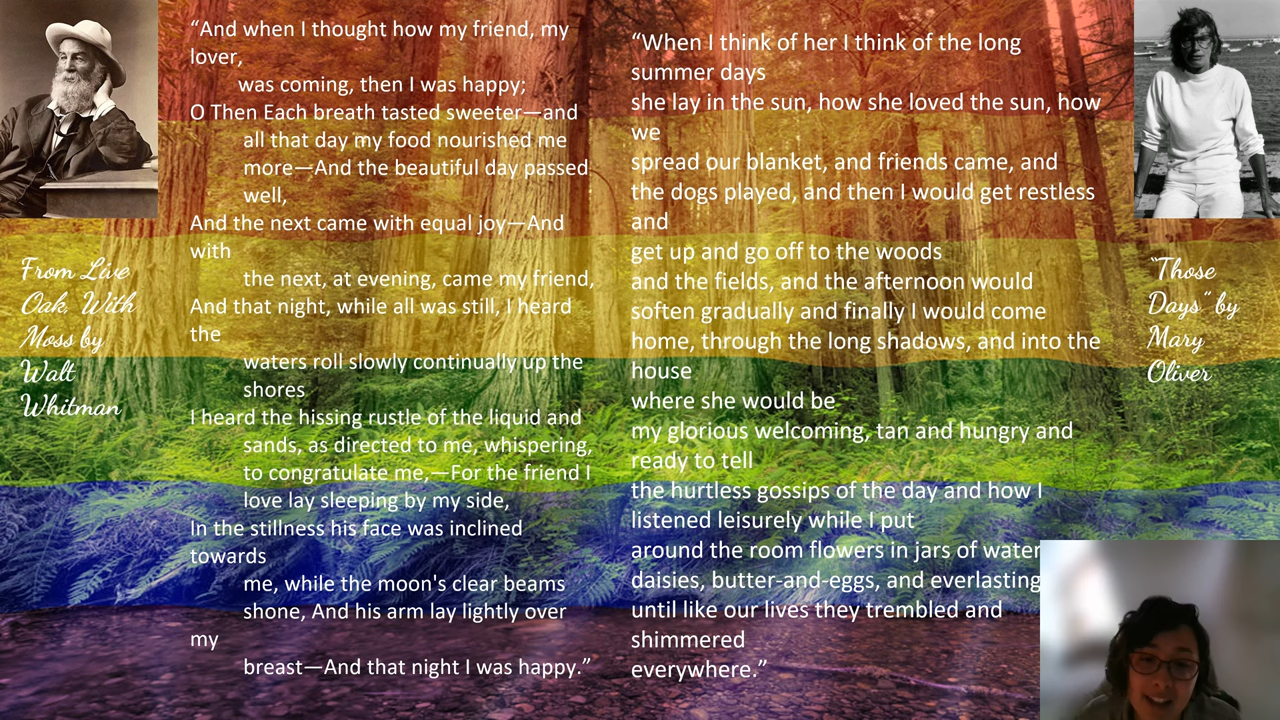 “And when I thought how my friend, my
lover,
was coming, then I was happy;
O Then Each breath tasted sweeter—and
all that day my food nourished me
more—And the beautiful day passed
well,
And the next came with equal joy—And
with
the next, at evening, came my friend,
And that night, while all was still, I heard
the
waters roll slowly continually up the
shores
I heard the hissing rustle of the liquid and
sands, as directed to me, whispering,
to congratulate me,—For the friend I
love lay sleeping by my side,
In the stillness his face was inclined
towards
me, while the moon's clear beams
shone, And his arm lay lightly over
my
breast—And that night I was happy.”
From Live
Oak, With
Moss by
Walt
Whitman
“When I think of her I think of the long
summer days
she lay in the sun, how she loved the sun, how
we
spread our blanket, and friends came, and
the dogs played, and then I would get restless
and
get up and go off to the woods
and the fields, and the afternoon would
soften gradually and finally I would come
home, through the long shadows, and into the
house
where she would be
my glorious welcoming, tan and hungry and
ready to tell
the hurtless gossips of the day and how I
listened leisurely while I put
around the room flowers in jars of water
daisies, butter-and-eggs, and everlasting
until like our lives they trembled and
shimmered
everywhere.”
“Those
Days” by
Mary
Oliver